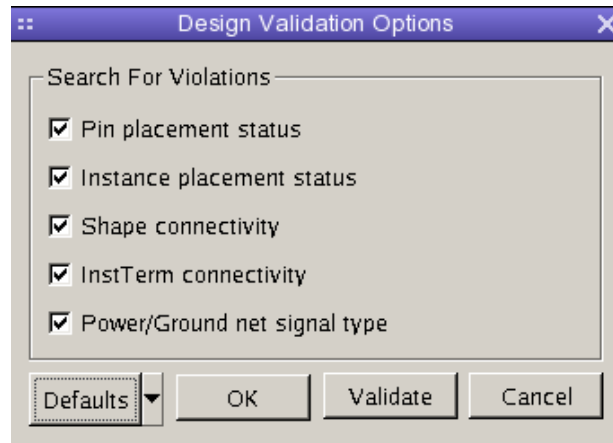 Design Validation Options
Search For Violations
Pin placement status
Instance placement status
Shape connectivity
InstTerm connectivity
Power/Ground net signal type
Defaults OK Validate Cancel